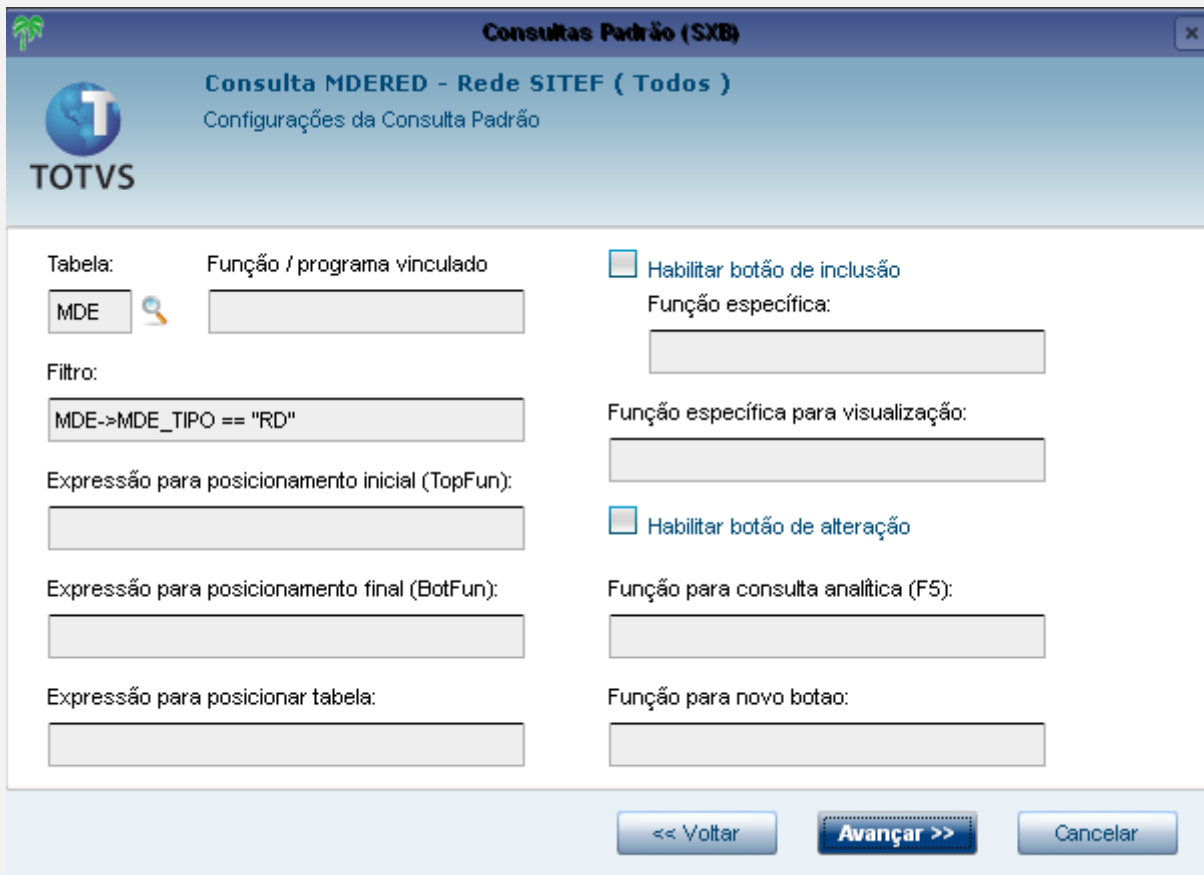 Consultas Padrão (SXB)
Consulta MDERED - Rede SITEF ( Todos )
Configurações da Consulta Padrão
T
TOTVS
Tabela:
Função / programa vinculado
MDE
Filtro:
MDE->MDE_TIPO == "RD"
Expressão para posicionamento inicial (TopFun):
Expressão para posicionamento final (BotFun):
Expressão para posicionar tabela:
Habilitar botão de inclusão
Função específica:
Função específica para visualização:
Habilitar botão de alteração
Função para consulta analítica (F5):
Função para novo botao:
<< Voltar
Avançar >>
Cancelar